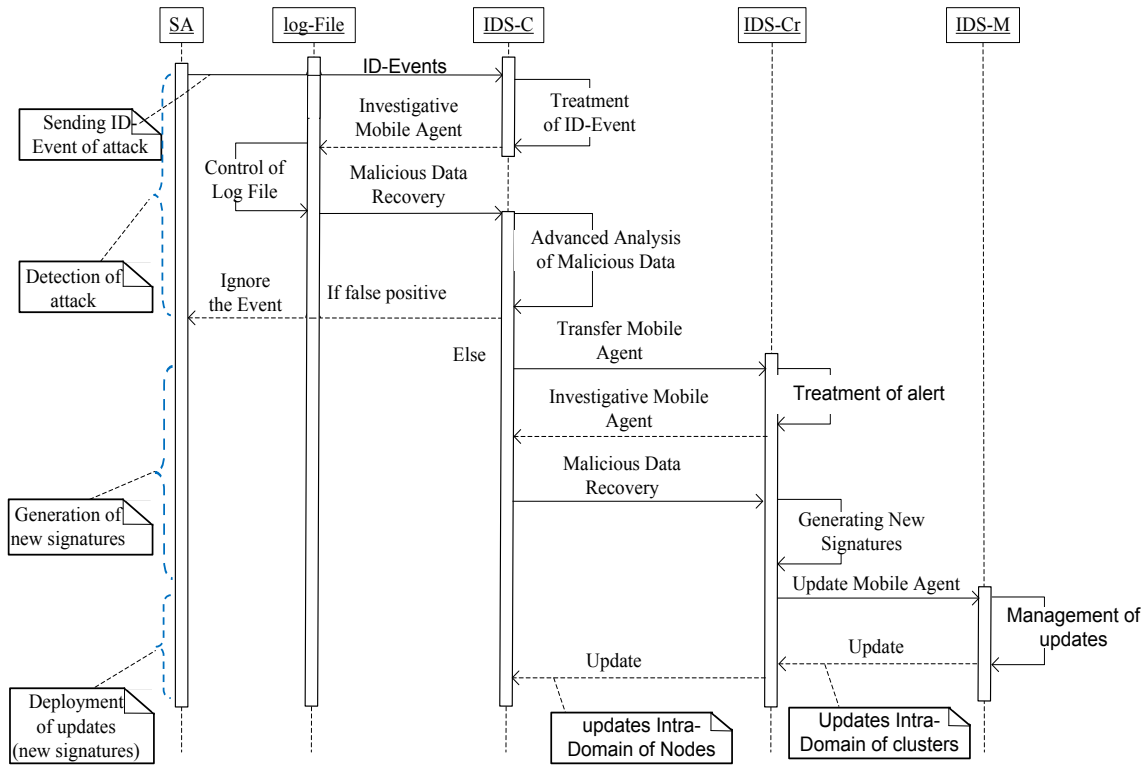 SA
log-File
IDS-C
IDS-Cr
IDS-M
ID-Events
Sending ID-
Event of attack
Investigative
Mobile Agent
Treatment
of ID-Event
Control of
Log File
Malicious Data
Recovery
Advanced Analysis
of Malicious Data
Detection of
attack
Ignore
the Event
If false positive
Else
Transfer Mobile
Agent
Treatment of alert
Investigative Mobile
Agent
Malicious Data
Recovery
Generation of
new signatures
Generating New
Signatures
Update Mobile Agent
Management of
updates
Update
Update
Deployment
of updates
(new signatures)
updates Intra-
Domain of Nodes
Updates Intra-
Domain of clusters